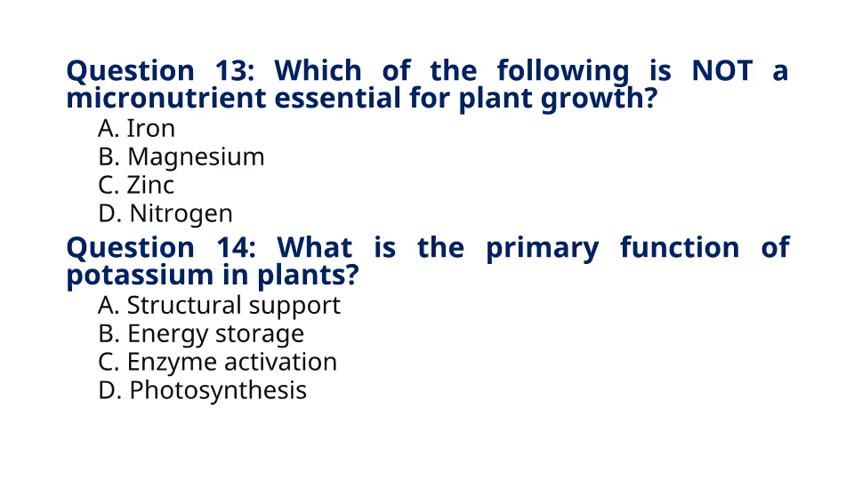 Question 13: Which of the following is NOT a
micronutrient essential for plant growth?
A. Iron
B. Magnesium
C. Zinc
D. Nitrogen
Question 14: What is the primary function of
potassium in plants?
A. Structural support
B. Energy storage
C. Enzyme activation
D. Photosynthesis